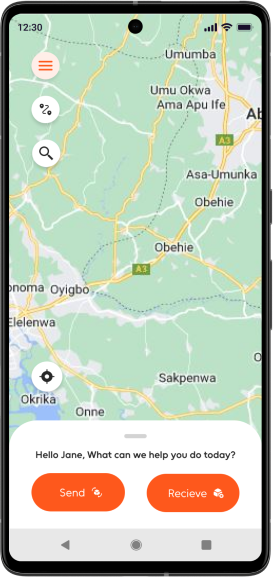 12:30
Umumba
Umu Okwa
Ama Apu Ife
A3
Ab
Asa-Umunka
Obehie
Obehie
A3
onoma Oyigbo
Elelenwa
Sakpenwa
Okrika
Onne
Hello Jane, What can we help you do today?
Send
Recieve